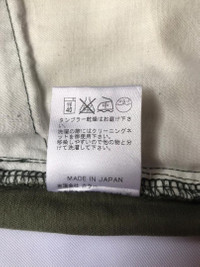 タンブラー乾燥はお避け下さ
い。
洗濯の際にはクリーニングネ
ットを御使用下さい。
移染しやすいので他の物と分
けて洗濯して下さい。
MADE IN JAPAN